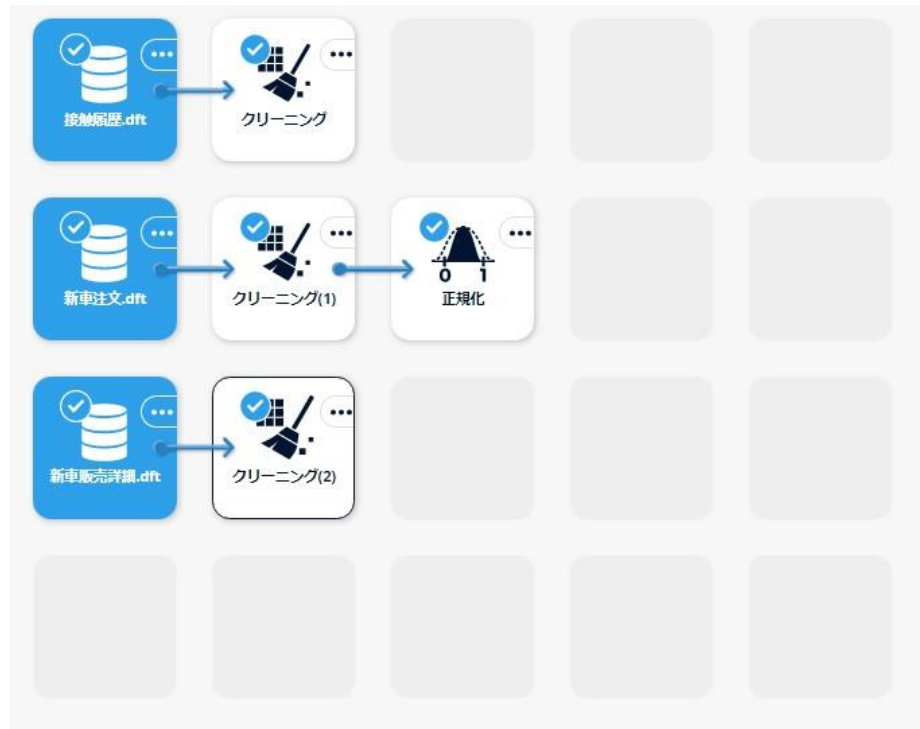 接触履歴.dft
クリーニング
新車注文.dft
クリーニング(1)
0 1
正規化
新車販売詳細.dft
クリーニング(2)